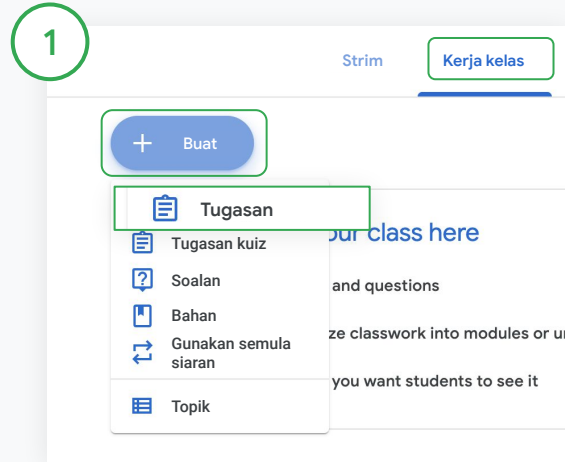 1
Strim
Kerja kelas
Buat
Tugasan
Tugasan kuiz
Soalan
Bahan
Gunakan semula
siaran
Topik
our class here
and questions
ze classwork into modules or
you want students to see it